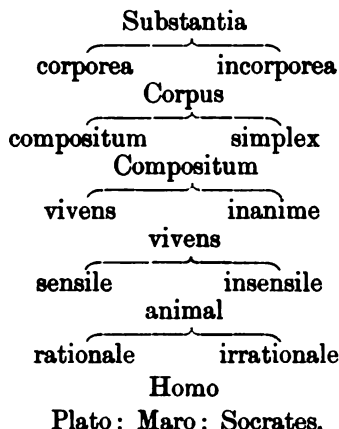 Substantia
corporea incorporea
Corpus
compositum simplex
Compositum
vivens inanime
vivens
sensile insensile
animal
rationale irrationale
Homo
Plato: Maro: Socrates.